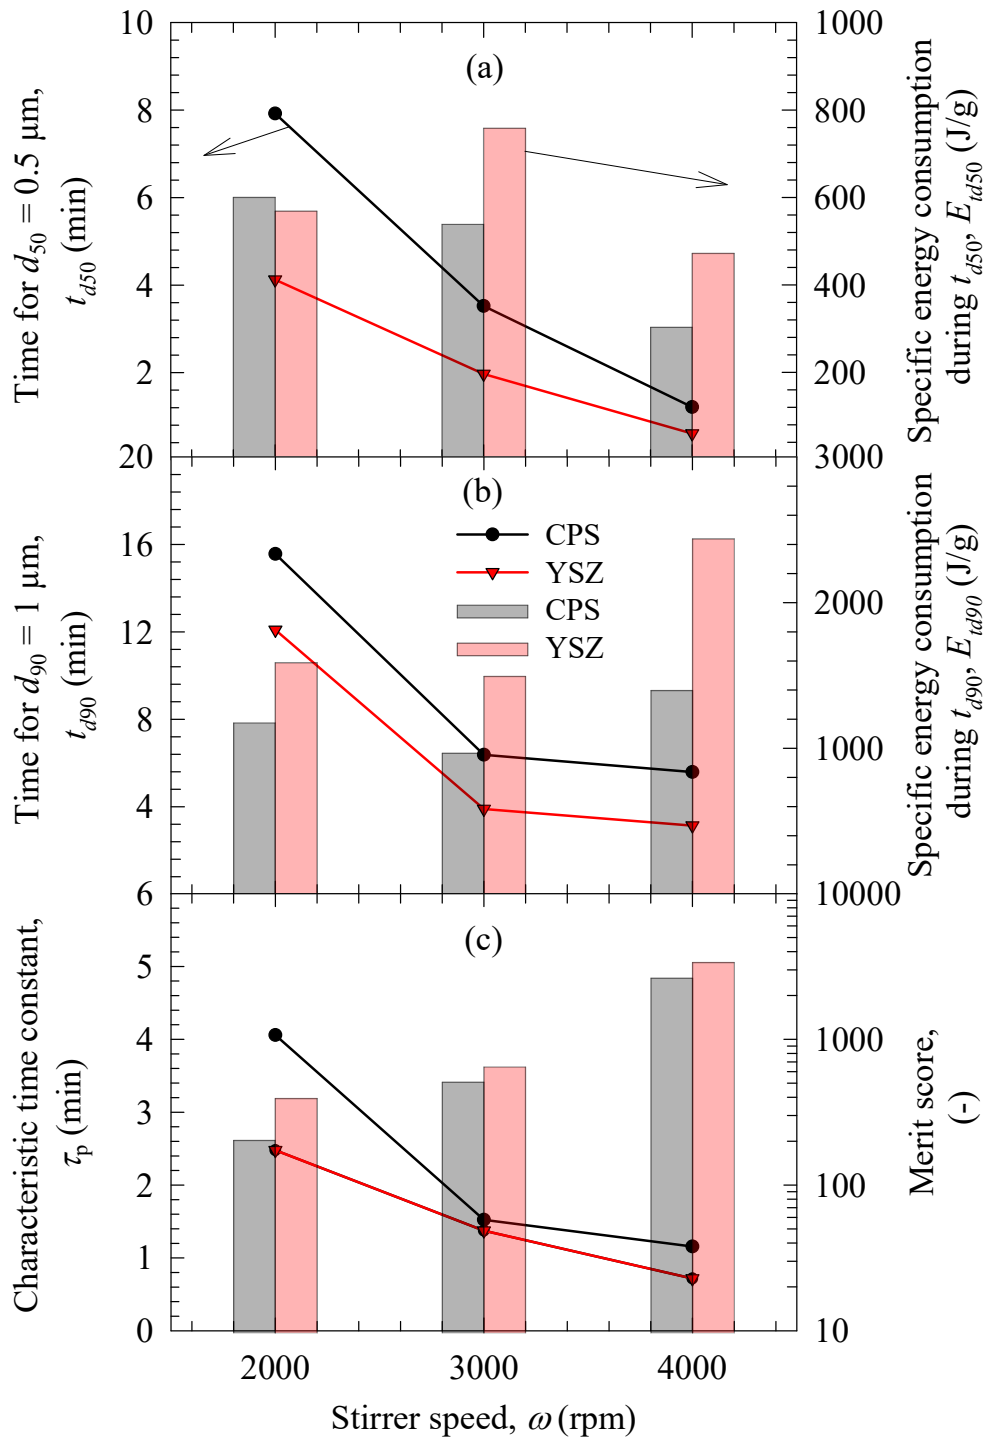 10
8
6
4
2
20
Time for d50 = 0.5 μm,
td50 (min)
(a)
1000
800
600
400
200
3000
Specific energy consumption
during td50, Etd50 (J/g)
16
12
8
4
6
Time for d90 = 1 μm,
td90 (min)
(b)
CPS
YSZ
CPS
YSZ
2000
1000
10000
Specific energy consumption
during td90, Etd90 (J/g)
5
4
3
2
1
0
Characteristic time constant,
τp (min)
(c)
1000
100
10
Merit score,
(-)
2000 3000 4000
Stirrer speed, ω (rpm)